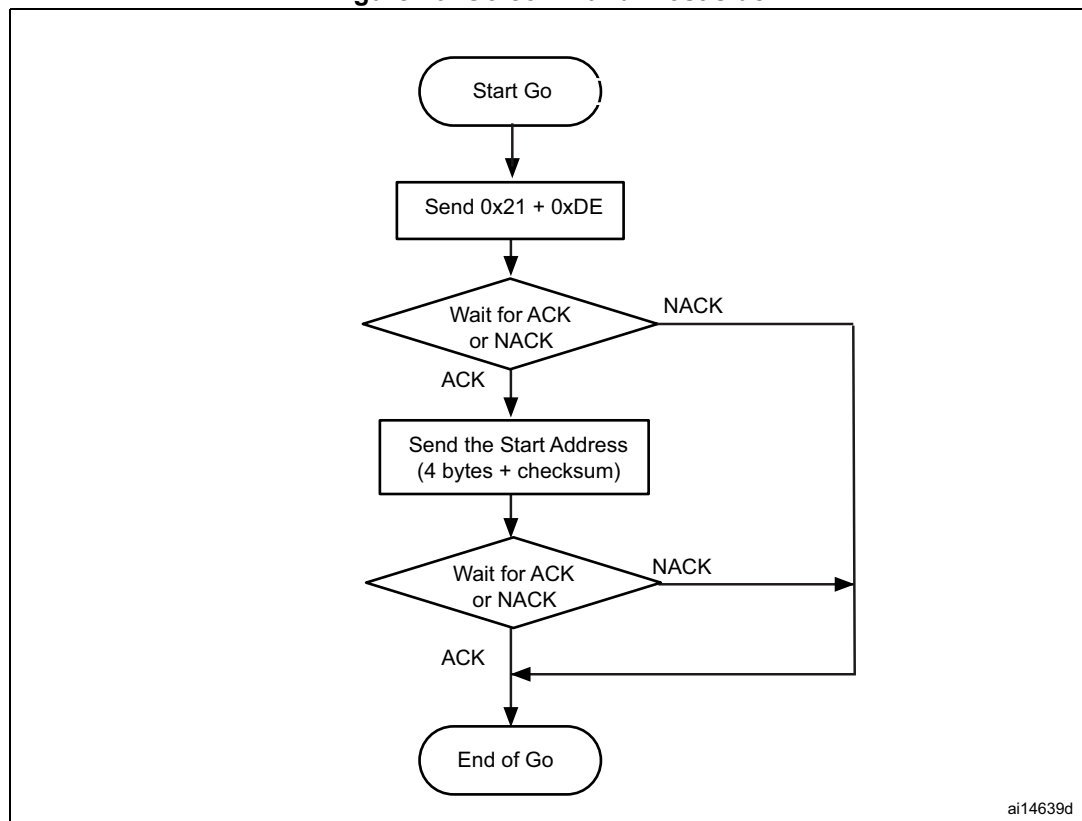 Start Go
Send 0x21 + 0xDE
Wait for ACK
or NACK
NACK
ACK
Send the Start Address
(4 bytes + checksum)
Wait for ACK
or NACK
NACK
ACK
End of Go
ai14639d